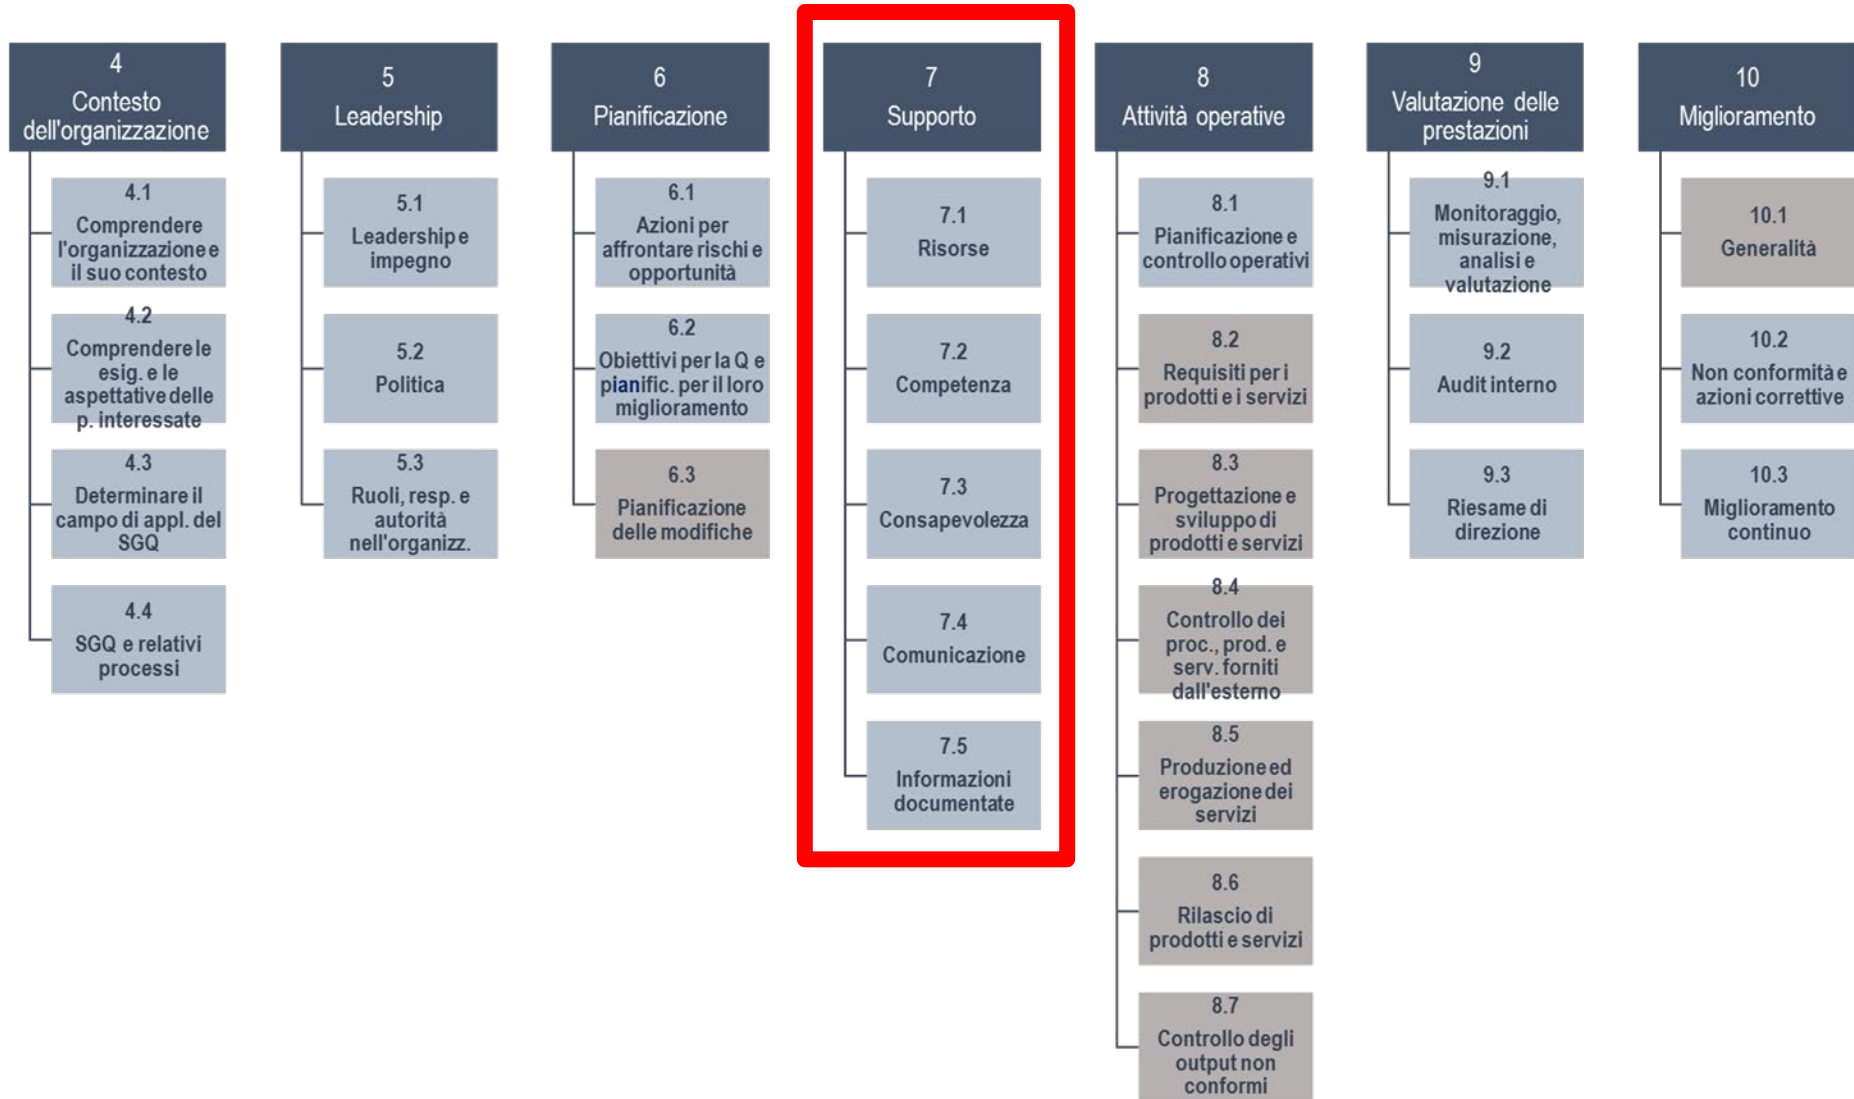 4
Contesto
dell'organizzazione
4.1
Comprendere
l'organizzazione e
il suo contesto
4.2
Comprendere le
esig. e le
aspettative delle
p. interessate
4.3
Determinare il
campo di appl. del
SGQ
4.4
SGQ e relativi
processi
5
Leadership
5.1
Leadership e
impegno
5.2
Politica
5.3
Ruoli, resp. e
autorità
nell'organizz.
6
Pianificazione
6.1
Azioni per
affrontare rischi e
opportunità
6.2
Obiettivi per la Q e
pianific. per il loro
miglioramento
6.3
Pianificazione
delle modifiche
7
Supporto
7.1
Risorse
7.2
Competenza
7.3
Consapevolezza
7.4
Comunicazione
7.5
Informazioni
documentate
8
Attività operative
8.1
Pianificazione e
controllo operativi
8.2
Requisiti per i
prodotti e i servizi
8.3
Progettazione e
sviluppo di
prodotti e servizi
8.4
Controllo dei
proc., prod. e
serv. forniti
dall'esterno
8.5
Produzione ed
erogazione dei
servizi
8.6
Rilascio di
prodotti e servizi
8.7
Controllo degli
output non
conformi
9
Valutazione delle
prestazioni
9.1
Monitoraggio,
misurazione,
analisi e
valutazione
9.2
Audit interno
9.3
Riesame di
direzione
10
Miglioramento
10.1
Generalità
10.2
Non conformità e
azioni correttive
10.3
Miglioramento
continuo